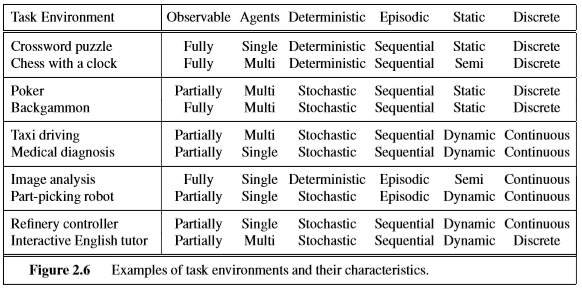 Task Environment Observable Agents Deterministic Episodic Static Discrete
Crossword puzzle Fully Single Deterministic Sequential Static Discrete
Chess with a clock Fully Multi Deterministic Sequential Semi Discrete
Poker Partially Multi Stochastic Sequential Static Discrete
Backgammon Fully Multi Stochastic Sequential Static Discrete
Taxi driving Partially Multi Stochastic Sequential Dynamic Continuous
Medical diagnosis Partially Single Stochastic Sequential Dynamic Continuous
Image analysis Fully Single Deterministic Episodic Semi Continuous
Part-picking robot Partially Single Stochastic Episodic Dynamic Continuous
Refinery controller Partially Single Stochastic Sequential Dynamic Continuous
Interactive English tutor Partially Multi Stochastic Sequential Dynamic Discrete
Figure 2.6 Examples of task environments and their characteristics.